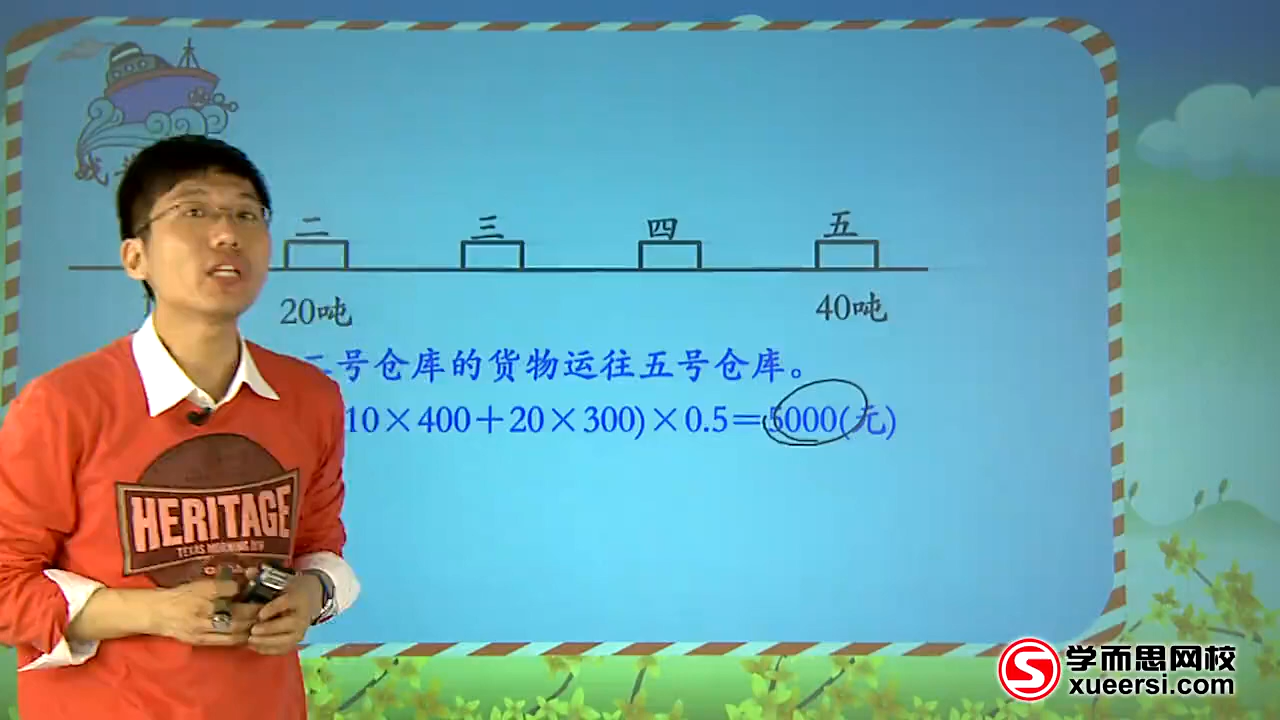 二 三 四 五
20吨 40吨
二号仓库的货物运往五号仓库。
10×400+20×300)×0.5=5000(元)
HERITAGE
学而思网校
xueersi.com